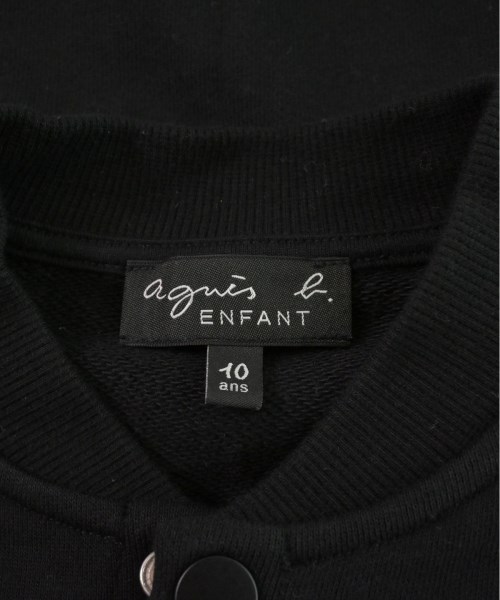 agnès b.
ENFANT
10
ans